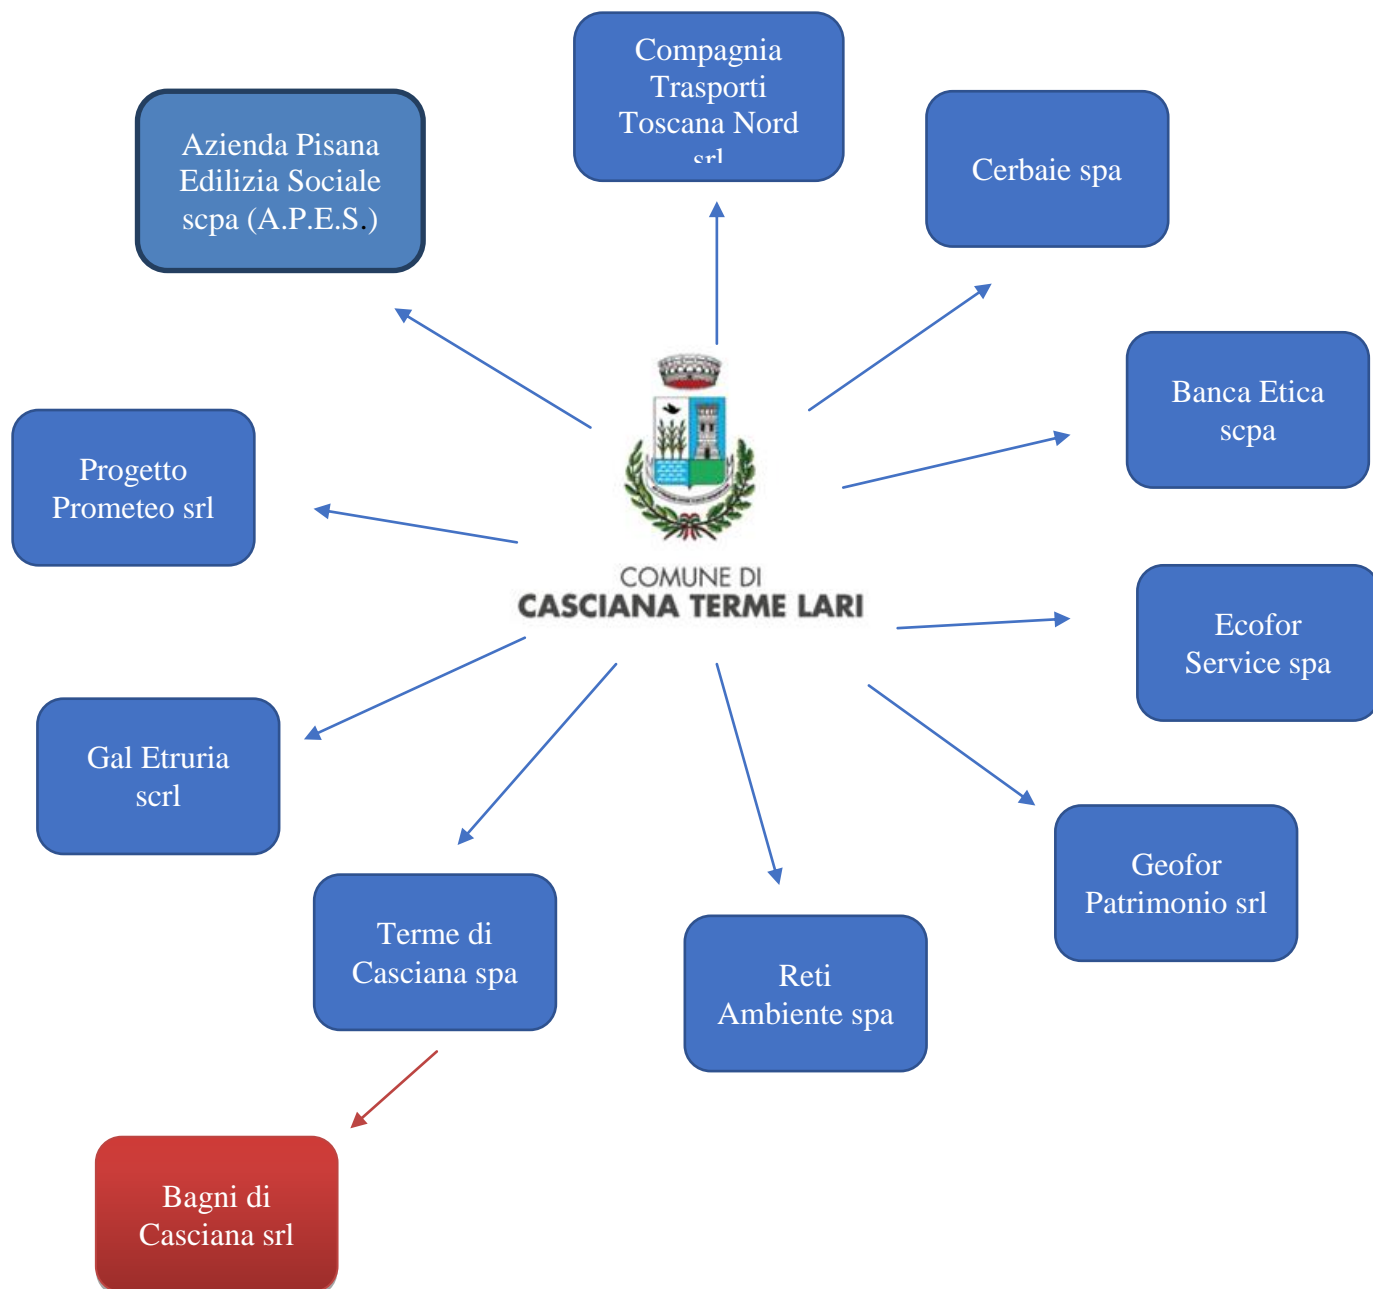 Compagnia
Trasporti
Toscana Nord
srl
Azienda Pisana
Edilizia Sociale
scpa (A.P.E.S.)
Cerbaie spa
Banca Etica
scpa
Progetto
Prometeo srl
COMUNE DI
CASCIANA TERME LARI
Ecofor
Service spa
Gal Etruria
scrl
Geofor
Patrimonio srl
Terme di
Casciana spa
Reti
Ambiente spa
Bagni di
Casciana srl